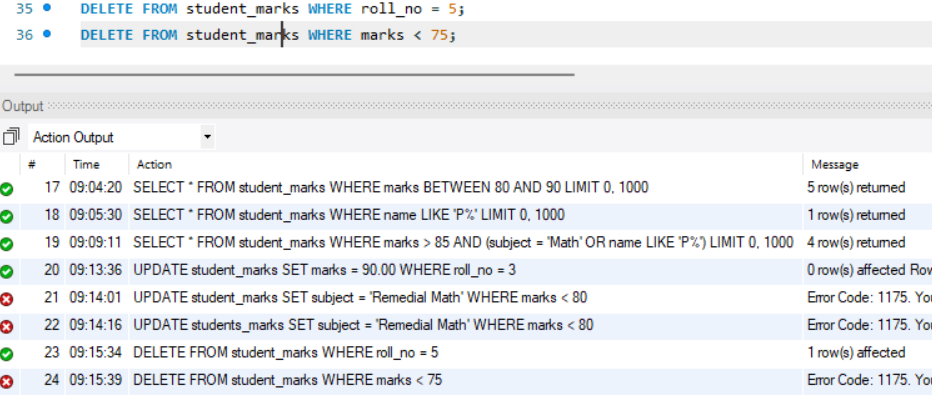 35 DELETE FROM student_marks WHERE roll_no = 5;
36 DELETE FROM student_marks WHERE marks < 75;
Output
Action Output
# Time Action Message
17 09:04:20 SELECT * FROM student_marks WHERE marks BETWEEN 80 AND 90 LIMIT 0, 1000 5 row(s) returned
18 09:05:30 SELECT * FROM student_marks WHERE name LIKE 'P%' LIMIT 0, 1000 1 row(s) returned
19 09:09:11 SELECT * FROM student_marks WHERE marks > 85 AND (subject = 'Math' OR name LIKE 'P%') LIMIT 0, 1000 4 row(s) returned
20 09:13:36 UPDATE student_marks SET marks = 90.00 WHERE roll_no = 3 0 row(s) affected Row
21 09:14:01 UPDATE student_marks SET subject = 'Remedial Math' WHERE marks < 80 Error Code: 1175. You
22 09:14:16 UPDATE students_marks SET subject = 'Remedial Math' WHERE marks < 80 Error Code: 1175. You
23 09:15:34 DELETE FROM student_marks WHERE roll_no = 5 1 row(s) affected
24 09:15:39 DELETE FROM student_marks WHERE marks < 75 Error Code: 1175. You